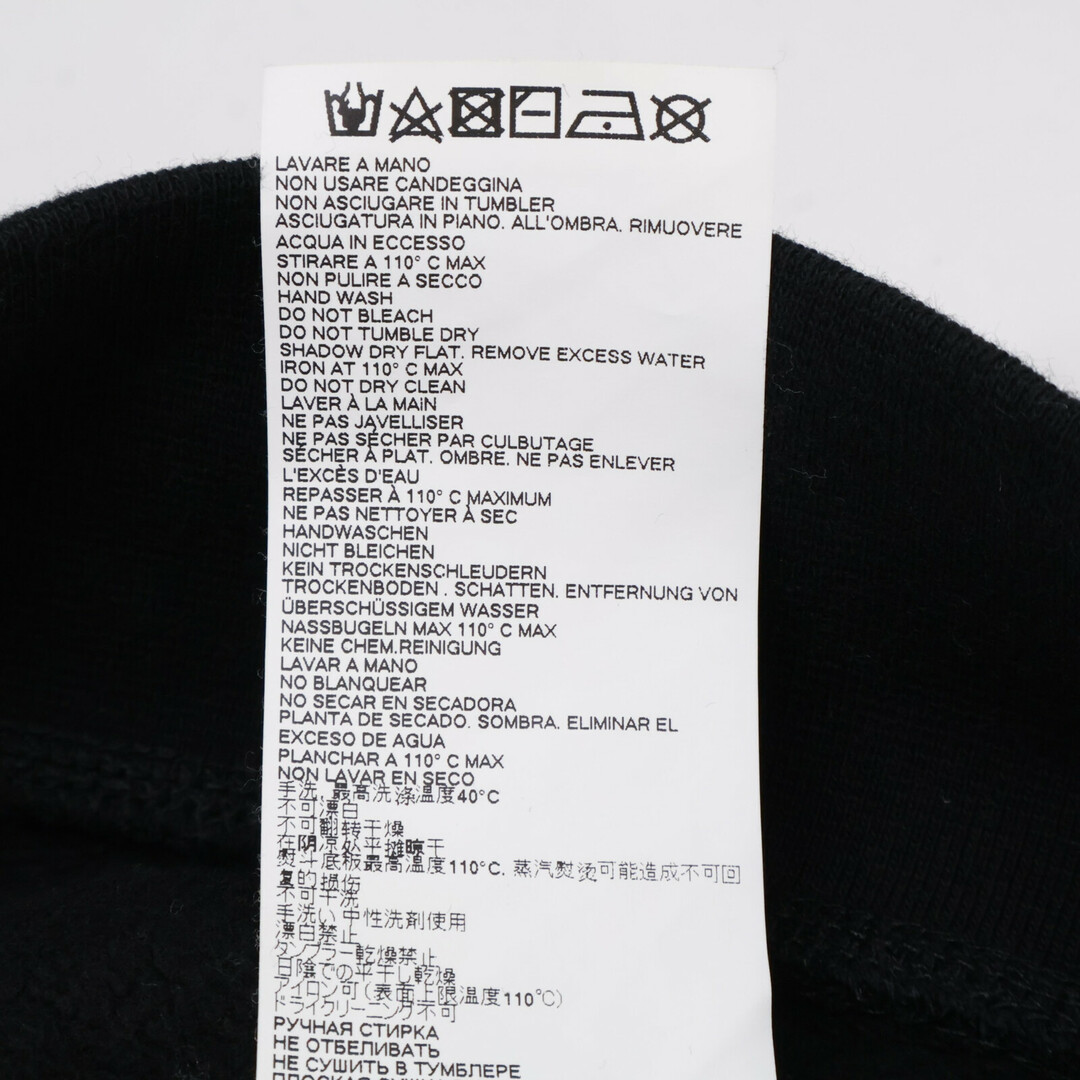 LAVARE A MANO
NON USARE CANDEGGINA
NON ASCIUGARE IN TUMBLER
ASCIUGATURA IN PIANO. ALL'OMBRA. RIMUOVERE
ACQUA IN ECCESSO
STIRARE A 110° C MAX
NON PULIRE A SECCO
HAND WASH
DO NOT BLEACH
DO NOT TUMBLE DRY
SHADOW DRY FLAT. REMOVE EXCESS WATER
IRON AT 110° C MAX
DO NOT DRY CLEAN
LAVER À LA MAIN
NE PAS JAVELLISER
NE PAS SÉCHER PAR CULBUTAGE
SÉCHER À PLAT. OMBRE. NE PAS ENLEVER
L'EXCÈS D'EAU
REPASSER À 110° C MAXIMUM
NE PAS NETTOYER À SEC
HANDWASCHEN
NICHT BLEICHEN
KEIN TROCKENSCHLEUDERN
TROCKENBODEN . SCHATTEN. ENTFERNUNG VON
ÜBERSCHÜSSIGEM WASSER
NASSBUGELN MAX 110° C MAX
KEINE CHEM.REINIGUNG
LAVAR A MANO
NO BLANQUEAR
NO SECAR EN SECADORA
PLANTA DE SECADO. SOMBRA. ELIMINAR EL
EXCESO DE AGUA
PLANCHAR A 110° C MAX
NON LAVAR EN SECO
手洗, 最高洗涤温度40°C
不可漂白
不可翻转干燥
在阴凉处平摊晾干
熨斗底板最高温度110°C. 蒸汽熨烫可能造成不可回
复的损伤
不可干洗
手洗い 中性洗剤使用
漂白禁止
タンブラー乾燥禁止
日陰での平干し乾燥
アイロン可 (表面上限温度110℃)
ドライクリーニング不可
РУЧНАЯ СТИРКА
НЕ ОТБЕЛИВАТЬ
НЕ СУШИТЬ В ТУМБЛЕРЕ